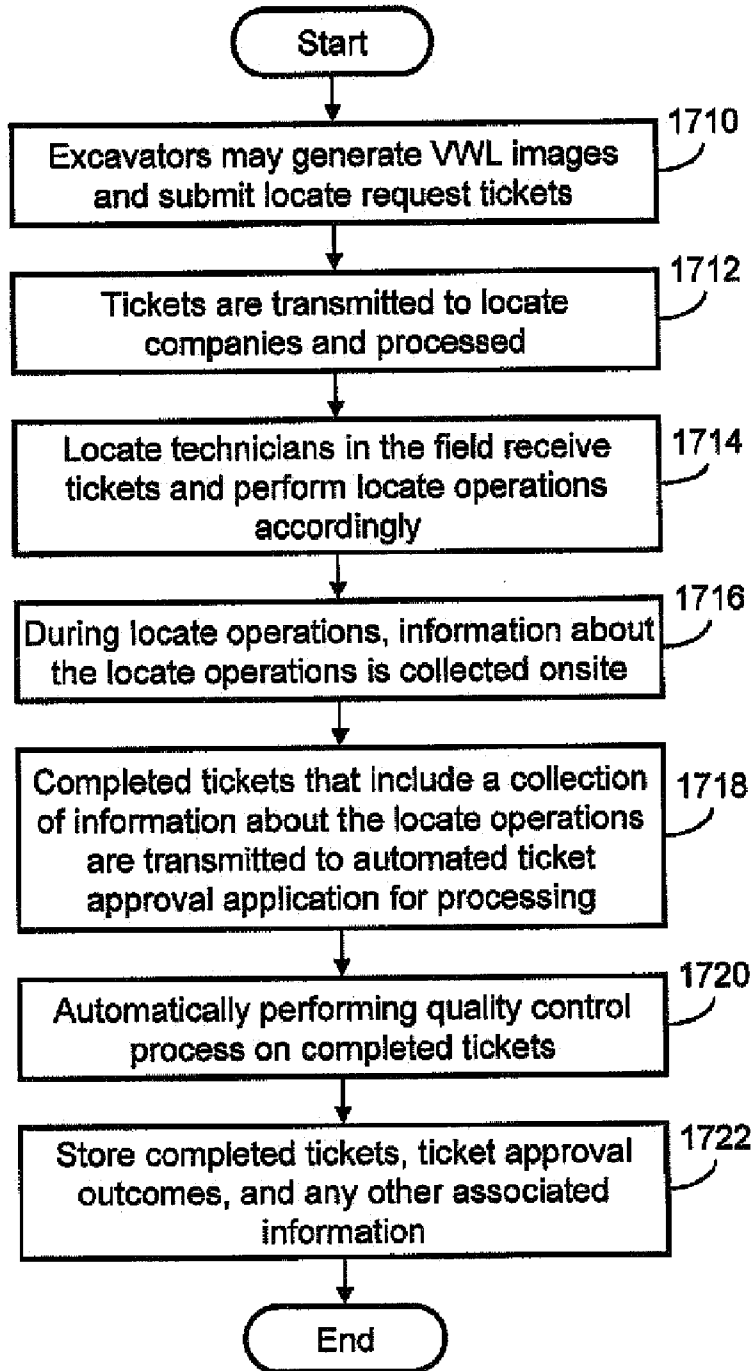 Start
1710
Excavators may generate VWL images
and submit locate request tickets
1712
Tickets are transmitted to locate
companies and processed
1714
Locate technicians in the field receive
tickets and perform locate operations
accordingly
1716
During locate operations, information about
the locate operations is collected onsite
1718
Completed tickets that include a collection
of information about the locate operations
are transmitted to automated ticket
approval application for processing
1720
Automatically performing quality control
process on completed tickets
1722
Store completed tickets, ticket approval
outcomes, and any other associated
information
End